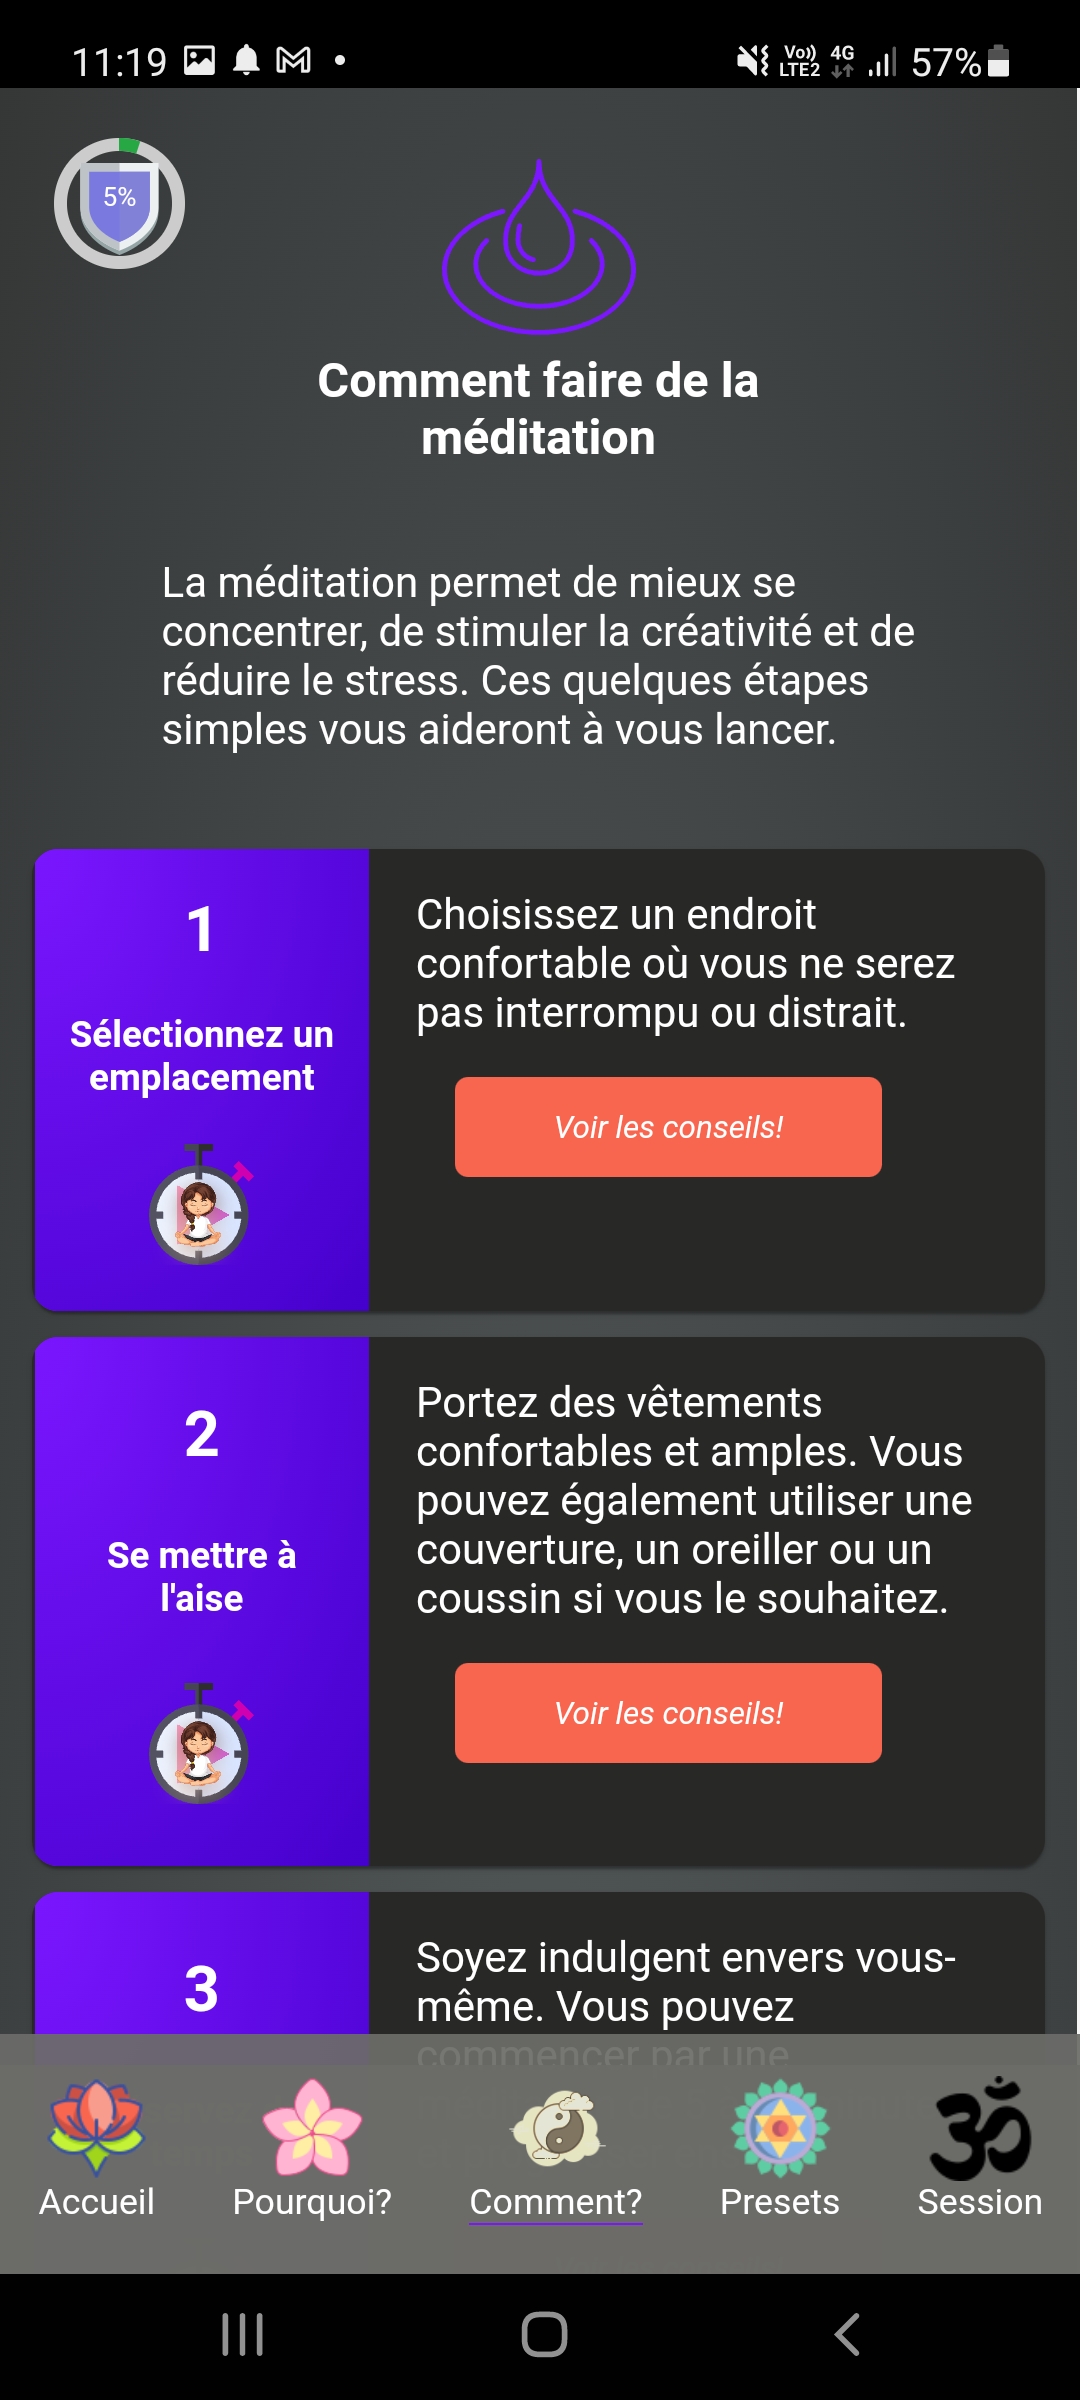 11:19
Vo))
LTE2
4G
57%
5%
Comment faire de la
méditation
La méditation permet de mieux se
concentrer, de stimuler la créativité et de
réduire le stress. Ces quelques étapes
simples vous aideront à vous lancer.
1
Sélectionnez un
emplacement
Choisissez un endroit
confortable où vous ne serez
pas interrompu ou distrait.
Voir les conseils!
2
Se mettre à
l'aise
Portez des vêtements
confortables et amples. Vous
pouvez également utiliser une
couverture, un oreiller ou un
coussin si vous le souhaitez.
Voir les conseils!
3
Soyez indulgent envers vous-
même. Vous pouvez
commencer par une
Accueil
Pourquoi?
Comment?
Presets
Session